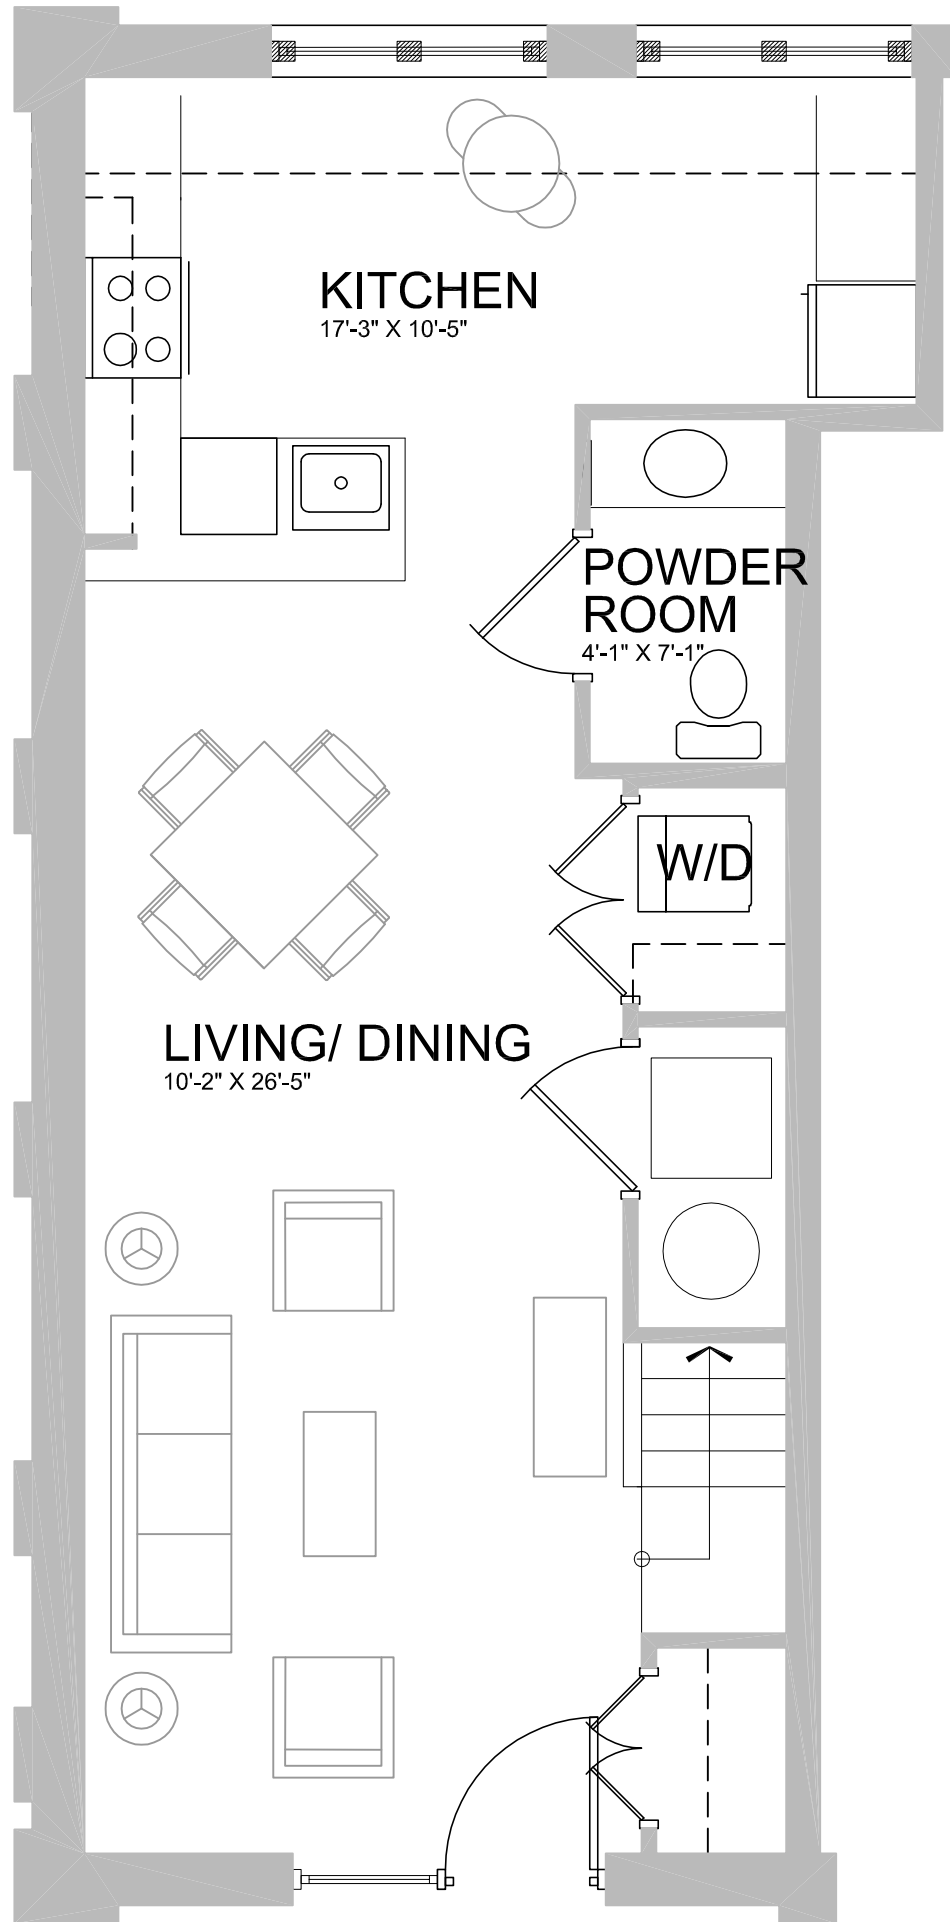 KITCHEN
17'-3" X 10'-5"
POWDER
ROOM
4'-1" X 7'-1"
W/D
LIVING/ DINING
10'-2" X 26'-5"